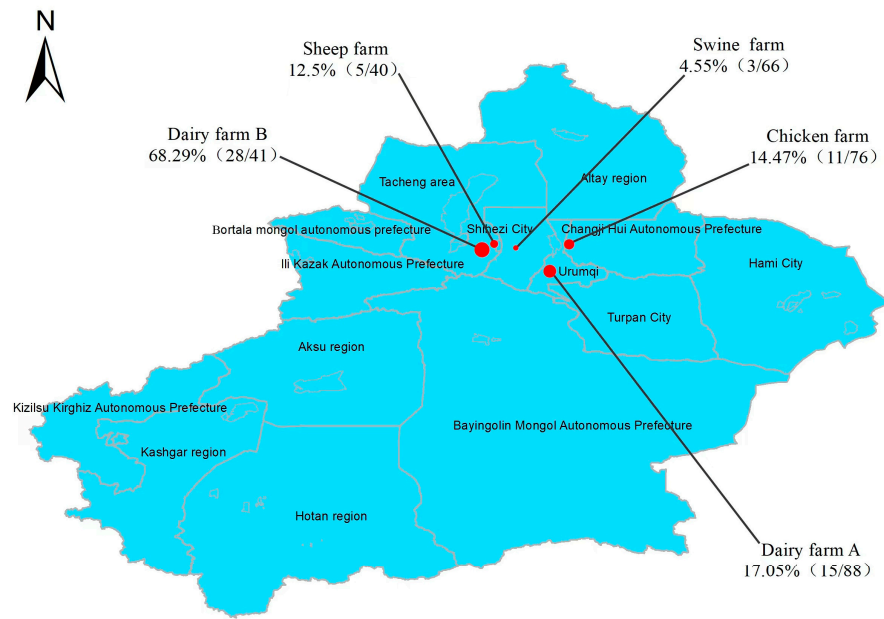 N
Sheep farm
12.5%（5/40）
Swine farm
4.55%（3/66）
Dairy farm B
68.29%（28/41）
Chicken farm
14.47%（11/76）
Tacheng area
Altay region
Bortala mongol autonomous prefecture
Shihezi City
Changji Hui Autonomous Prefecture
Ili Kazak Autonomous Prefecture
Urumqi
Hami City
Turpan City
Aksu region
Kizilsu Kirghiz Autonomous Prefecture
Bayingolin Mongol Autonomous Prefecture
Kashgar region
Hotan region
Dairy farm A
17.05%（15/88）